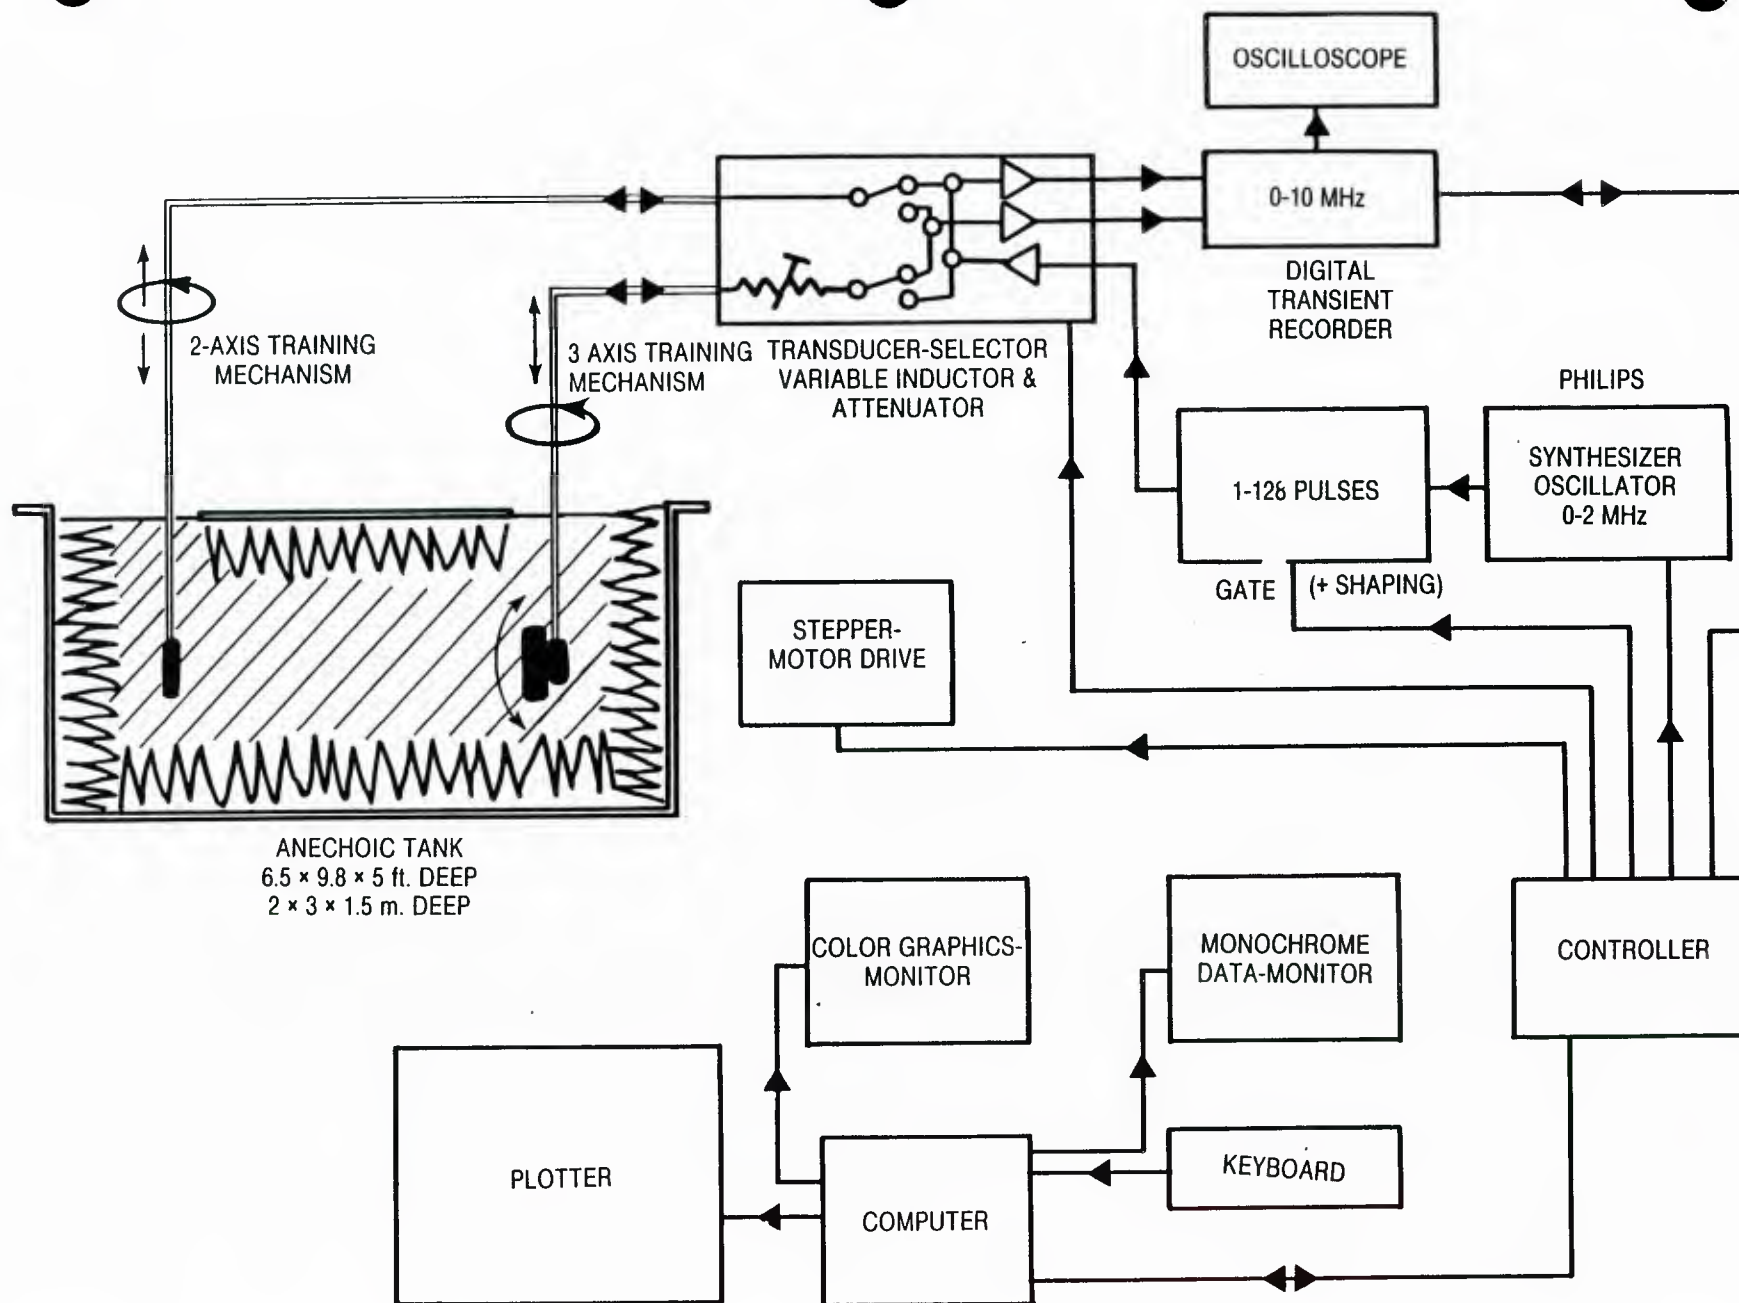 OSCILLOSCOPE
0-10 MHz
DIGITAL
TRANSIENT
RECORDER
2-AXIS TRAINING
MECHANISM
3 AXIS TRAINING
MECHANISM
TRANSDUCER-SELECTOR
VARIABLE INDUCTOR &
ATTENUATOR
PHILIPS
1-128 PULSES
SYNTHESIZER
OSCILLATOR
0-2 MHz
GATE (+ SHAPING)
STEPPER-
MOTOR DRIVE
ANECHOIC TANK
6.5 × 9.8 × 5 ft. DEEP
2 × 3 × 1.5 m. DEEP
COLOR GRAPHICS-
MONITOR
MONOCHROME
DATA-MONITOR
CONTROLLER
PLOTTER
COMPUTER
KEYBOARD